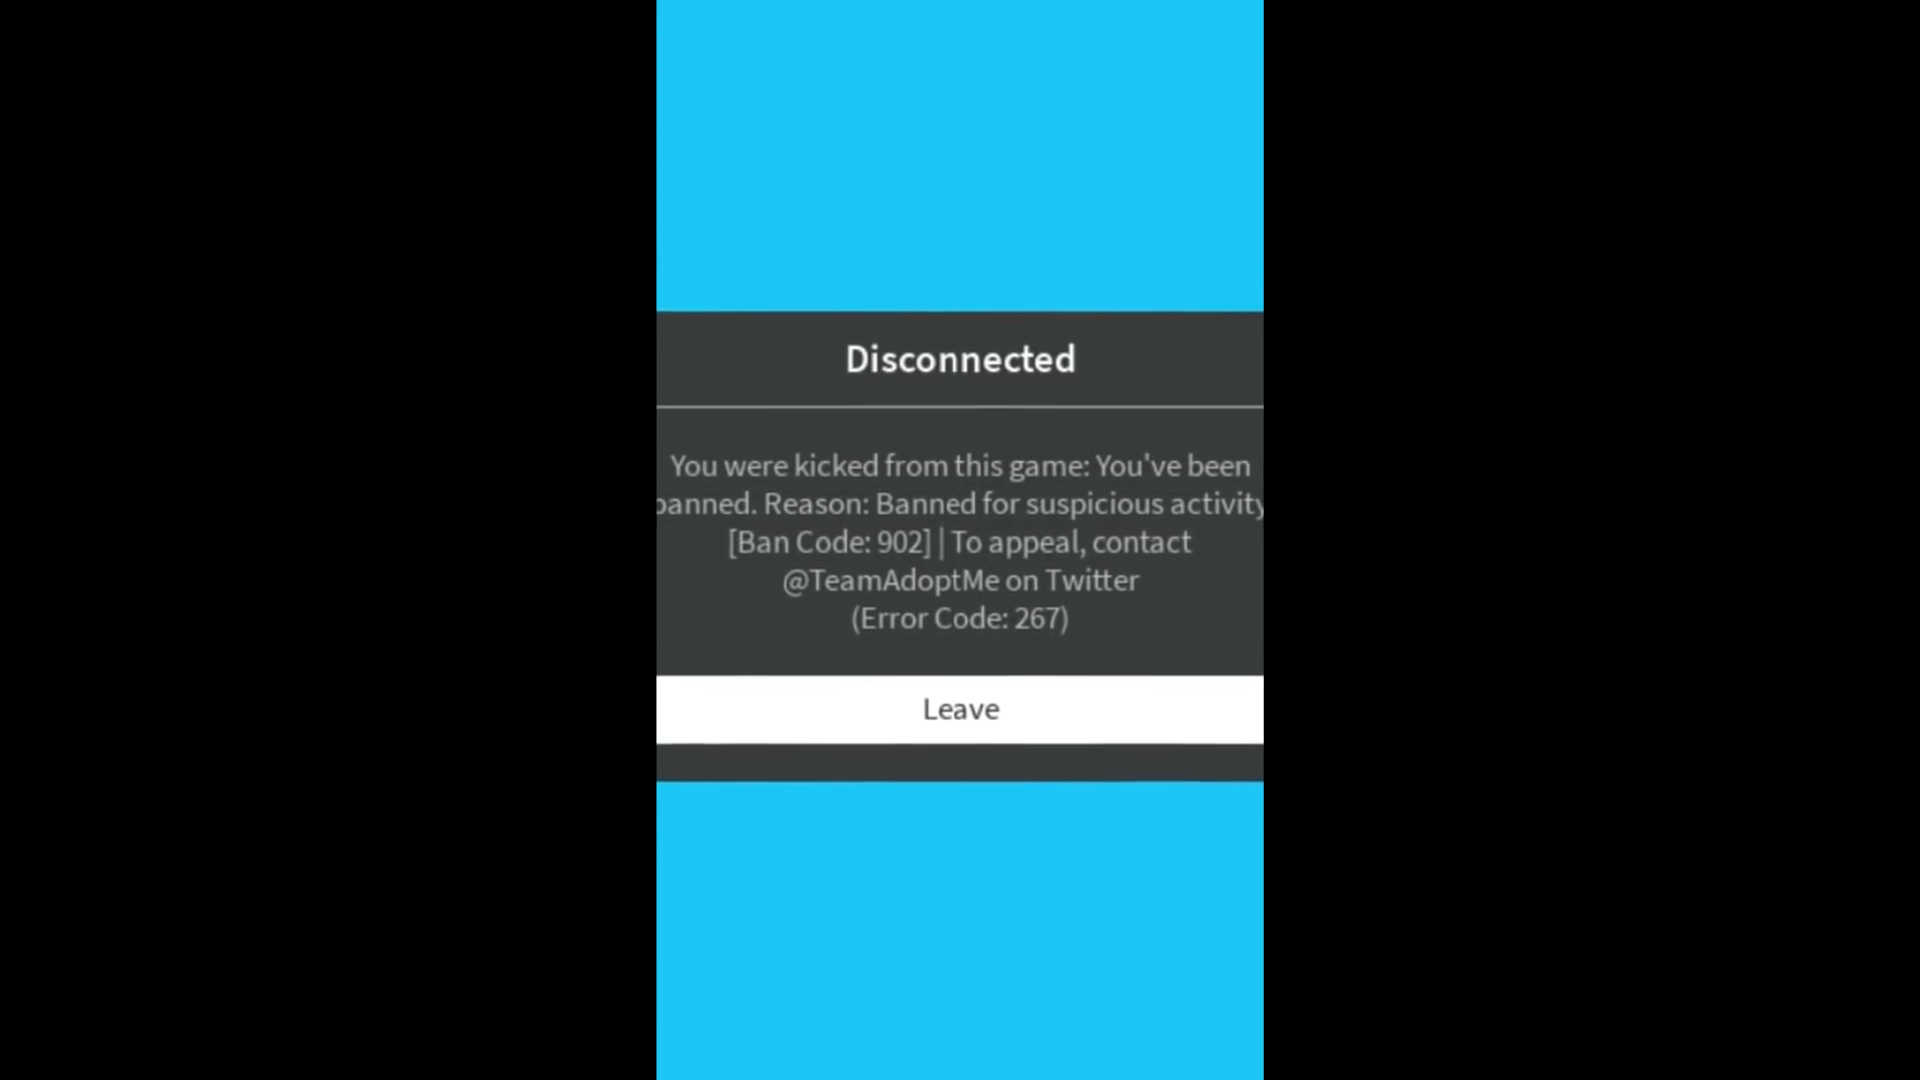 Disconnected
You were kicked from this game: You've been
banned. Reason: Banned for suspicious activity
[Ban Code: 902] | To appeal, contact
@TeamAdoptMe on Twitter
(Error Code: 267)
Leave